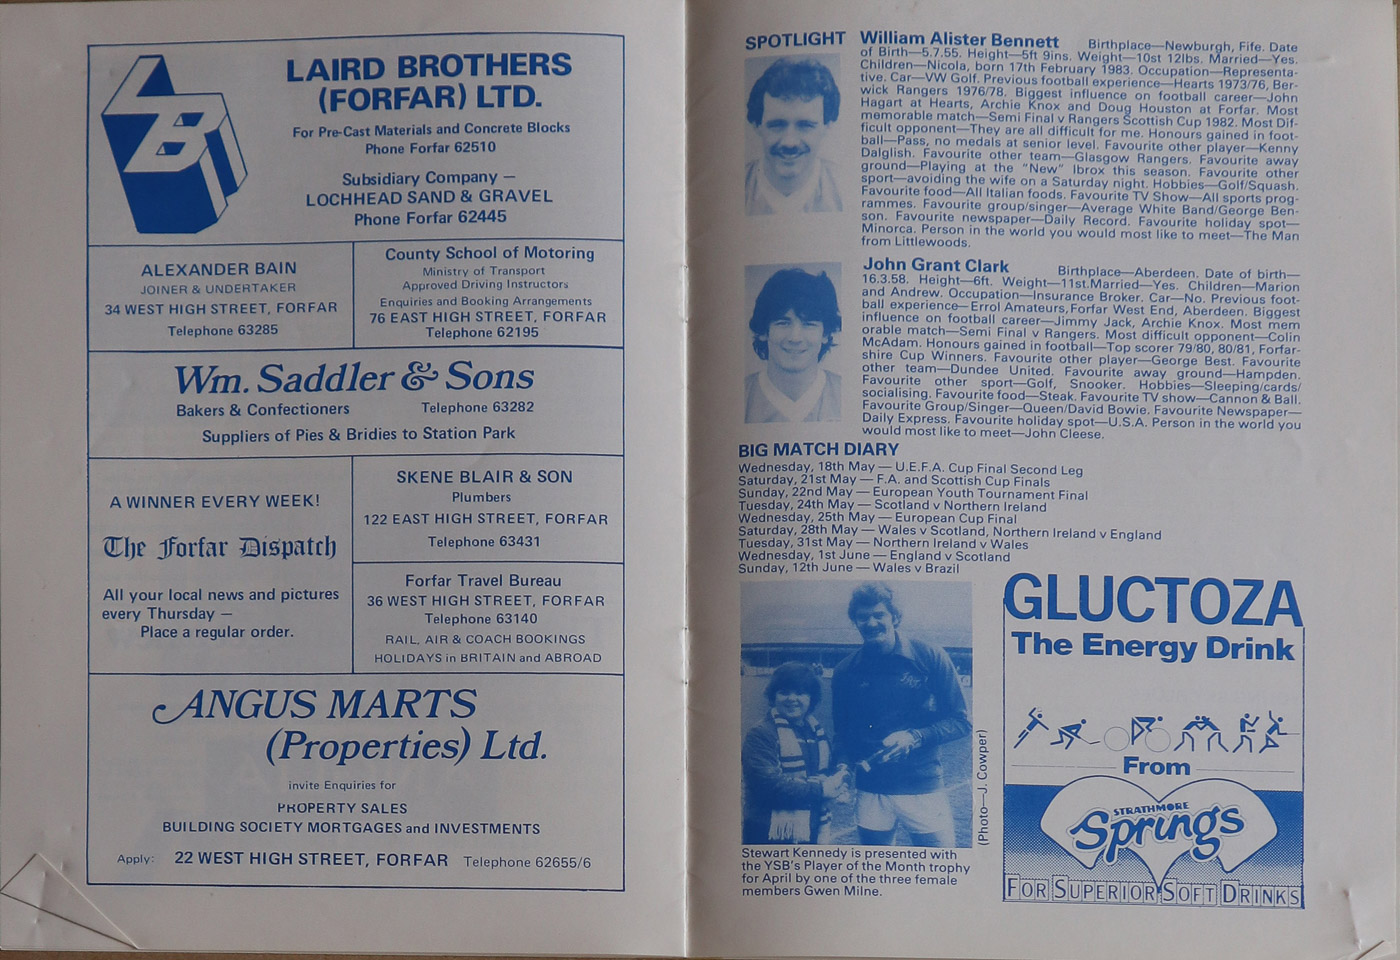 LAIRD BROTHERS
(FORFAR) LTD.
For Pre-Cast Materials and Concrete Blocks
Phone Forfar 62510
Subsidiary Company —
LOCHHEAD SAND & GRAVEL
Phone Forfar 62445
LB
ALEXANDER BAIN
JOINER & UNDERTAKER
34 WEST HIGH STREET, FORFAR
Telephone 63285
County School of Motoring
Ministry of Transport
Approved Driving Instructors
Enquiries and Booking Arrangements
76 EAST HIGH STREET, FORFAR
Telephone 62195
Wm. Saddler & Sons
Bakers & Confectioners
Telephone 63282
Suppliers of Pies & Bridies to Station Park
A WINNER EVERY WEEK!
The Forfar Dispatch
All your local news and pictures
every Thursday —
Place a regular order.
SKENE BLAIR & SON
Plumbers
122 EAST HIGH STREET, FORFAR
Telephone 63431
Forfar Travel Bureau
36 WEST HIGH STREET, FORFAR
Telephone 63140
RAIL, AIR & COACH BOOKINGS
HOLIDAYS in BRITAIN and ABROAD
ANGUS MARTS
(Properties) Ltd.
invite Enquiries for
PROPERTY SALES
BUILDING SOCIETY MORTGAGES and INVESTMENTS
Apply: 22 WEST HIGH STREET, FORFAR Telephone 62655/6
SPOTLIGHT William Alister Bennett Birthplace—Newburgh, Fife. Date
of Birth—5.7.55. Height—5ft 9ins. Weight—10st 12lbs. Married—Yes.
Children—Nicola, born 17th February 1983. Occupation—Representa-
tive. Car—VW Golf. Previous football experience—Hearts 1973/76, Ber-
wick Rangers 1976/78. Biggest influence on football career—John
Hagart at Hearts, Archie Knox and Doug Houston at Forfar. Most
memorable match—Semi Final v Rangers Scottish Cup 1982. Most Dif-
ficult opponent—They are all difficult for me. Honours gained in foot-
ball—Pass, no medals at senior level. Favourite other player—Kenny
Dalglish. Favourite other team—Glasgow Rangers. Favourite away
ground—Playing at the "New" Ibrox this season. Favourite other
sport—avoiding the wife on a Saturday night. Hobbies—Golf/Squash.
Favourite food—All Italian foods. Favourite TV Show—All sports prog-
rammes. Favourite group/singer—Average White Band/George Ben-
son. Favourite newspaper—Daily Record. Favourite holiday spot—
Minorca. Person in the world you would most like to meet—The Man
from Littlewoods.
John Grant Clark Birthplace—Aberdeen. Date of birth—
16.3.58. Height—6ft. Weight—11st.Married—Yes. Children—Marion
and Andrew. Occupation—Insurance Broker. Car—No. Previous foot-
ball experience—Errol Amateurs,Forfar West End, Aberdeen. Biggest
influence on football career—Jimmy Jack, Archie Knox. Most mem
orable match—Semi Final v Rangers. Most difficult opponent—Colin
McAdam. Honours gained in football—Top scorer 79/80, 80/81, Forfar-
shire Cup Winners. Favourite other player—George Best. Favourite
other team—Dundee United. Favourite away ground—Hampden.
Favourite other sport—Golf, Snooker. Hobbies—Sleeping/cards/
socialising. Favourite food—Steak. Favourite TV show—Cannon & Ball.
Favourite Group/Singer—Queen/David Bowie. Favourite Newspaper—
Daily Express. Favourite holiday spot—U.S.A. Person in the world you
would most like to meet—John Cleese.
BIG MATCH DIARY
Wednesday, 18th May — U.E.F.A. Cup Final Second Leg
Saturday, 21st May — F.A. and Scottish Cup Finals
Sunday, 22nd May — European Youth Tournament Final
Tuesday, 24th May — Scotland v Northern Ireland
Wednesday, 25th May — European Cup Final
Saturday, 28th May — Wales v Scotland, Northern Ireland v England
Tuesday, 31st May — Northern Ireland v Wales
Wednesday, 1st June — England v Scotland
Sunday, 12th June — Wales v Brazil
(Photo—J. Cowper)
Stewart Kennedy is presented with
the YSB's Player of the Month trophy
for April by one of the three female
members Gwen Milne.
GLUCTOZA
The Energy Drink
From
STRATHMORE
Springs
FOR SUPERIOR SOFT DRINKS